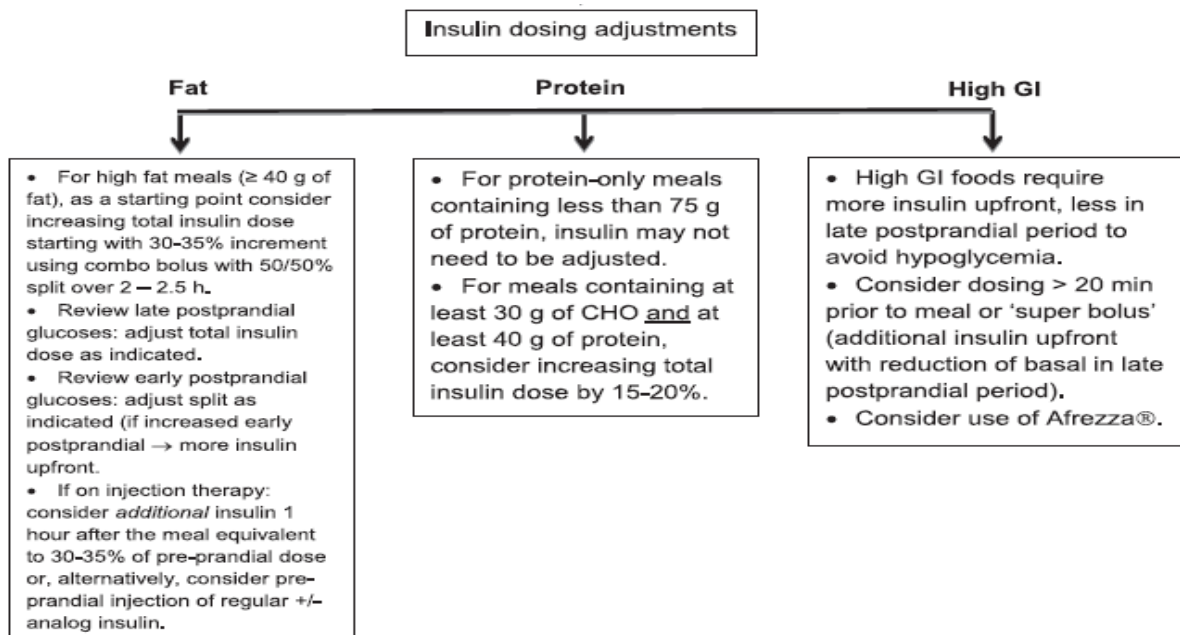 Insulin dosing adjustments
Fat
Protein
High GI
• For high fat meals (≥ 40 g of
fat), as a starting point consider
increasing total insulin dose
starting with 30-35% increment
using combo bolus with 50/50%
split over 2 – 2.5 h.
• Review late postprandial
glucoses: adjust total insulin
dose as indicated.
• Review early postprandial
glucoses: adjust split as
indicated (if increased early
postprandial → more insulin
upfront.
• If on injection therapy:
consider additional insulin 1
hour after the meal equivalent
to 30-35% of pre-prandial dose
or, alternatively, consider pre-
prandial injection of regular +/–
analog insulin.
• For protein-only meals
containing less than 75 g
of protein, insulin may not
need to be adjusted.
• For meals containing at
least 30 g of CHO and at
least 40 g of protein,
consider increasing total
insulin dose by 15-20%.
• High GI foods require
more insulin upfront, less in
late postprandial period to
avoid hypoglycemia.
• Consider dosing > 20 min
prior to meal or ‘super bolus’
(additional insulin upfront
with reduction of basal in late
postprandial period).
• Consider use of Afrezza®.